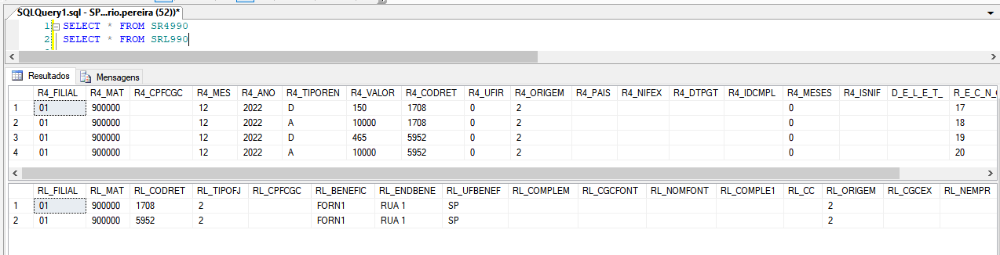 SQLQuery1.sql - SP...rio.pereira (52))*
1 SELECT * FROM SR4990
2 SELECT * FROM SRL990
Resultados Mensagens
R4_FILIAL R4_MAT R4_CPFCGC R4_MES R4_ANO R4_TIPOREN R4_VALOR R4_CODRET R4_UFIR R4_ORIGEM R4_PAIS R4_NIFEX R4_DTPGT R4_IDCMPL R4_MESES R4_ISNIF D_E_L_E_T_ R_E_C_N_
1 01 900000 12 2022 D 150 1708 0 2 0 17
2 01 900000 12 2022 A 10000 1708 0 2 0 18
3 01 900000 12 2022 D 465 5952 0 2 0 19
4 01 900000 12 2022 A 10000 5952 0 2 0 20
RL_FILIAL RL_MAT RL_CODRET RL_TIPOFJ RL_CPFCGC RL_BENEFIC RL_ENDBENE RL_UFBENEF RL_COMPLEM RL_CGCFONT RL_NOMFONT RL_COMPLE1 RL_CC RL_ORIGEM RL_CGCEX RL_NEMPR
1 01 900000 1708 2 FORN1 RUA 1 SP 2
2 01 900000 5952 2 FORN1 RUA 1 SP 2